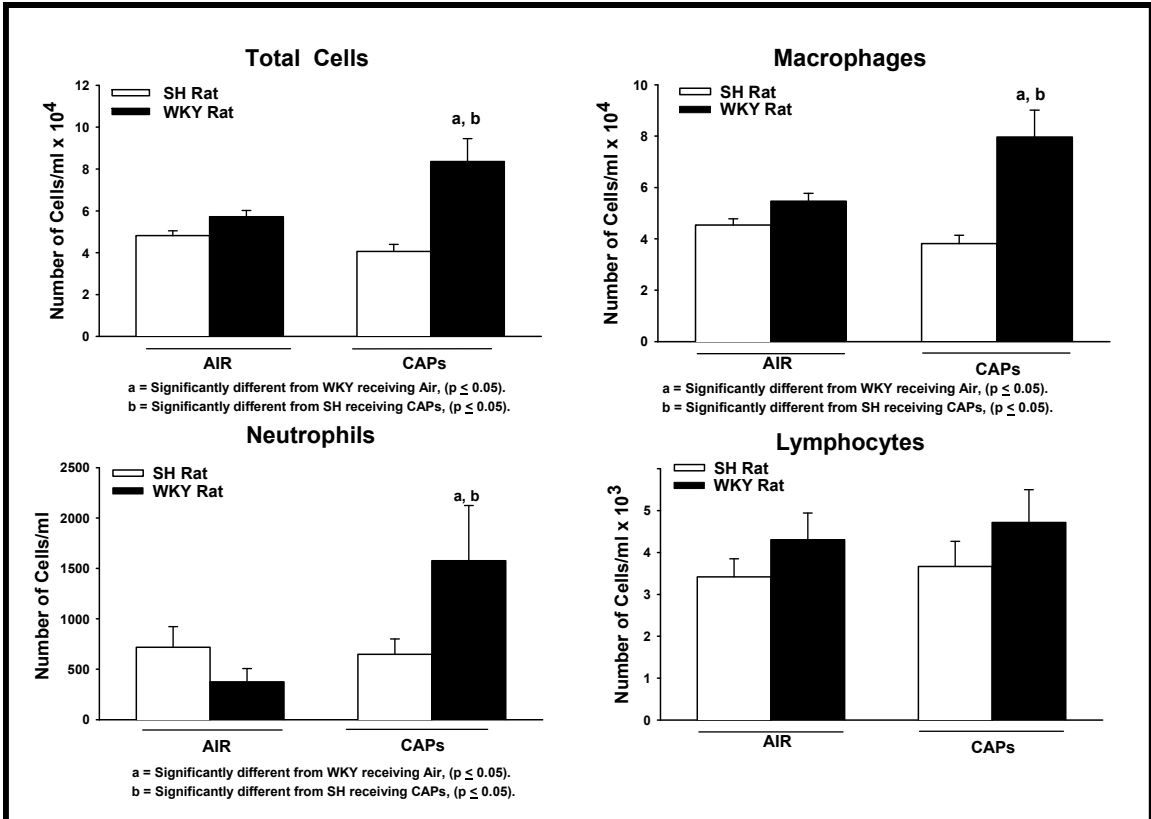 Total Cells
SH Rat
WKY Rat
a, b
Number of Cells/ml x 10⁴
12
10
8
6
4
2
0
AIR
CAPs
a = Significantly different from WKY receiving Air, (p ≤ 0.05).
b = Significantly different from SH receiving CAPs, (p ≤ 0.05).
Macrophages
SH Rat
WKY Rat
a, b
Number of Cells/ml x 10⁴
10
8
6
4
2
0
AIR
CAPs
a = Significantly different from WKY receiving Air, (p ≤ 0.05).
b = Significantly different from SH receiving CAPs, (p ≤ 0.05).
Neutrophils
SH Rat
WKY Rat
a, b
Number of Cells/ml
2500
2000
1500
1000
500
0
AIR
CAPs
a = Significantly different from WKY receiving Air, (p ≤ 0.05).
b = Significantly different from SH receiving CAPs, (p ≤ 0.05).
Lymphocytes
SH Rat
WKY Rat
Number of Cells/ml x 10³
5
4
3
2
1
0
AIR
CAPs